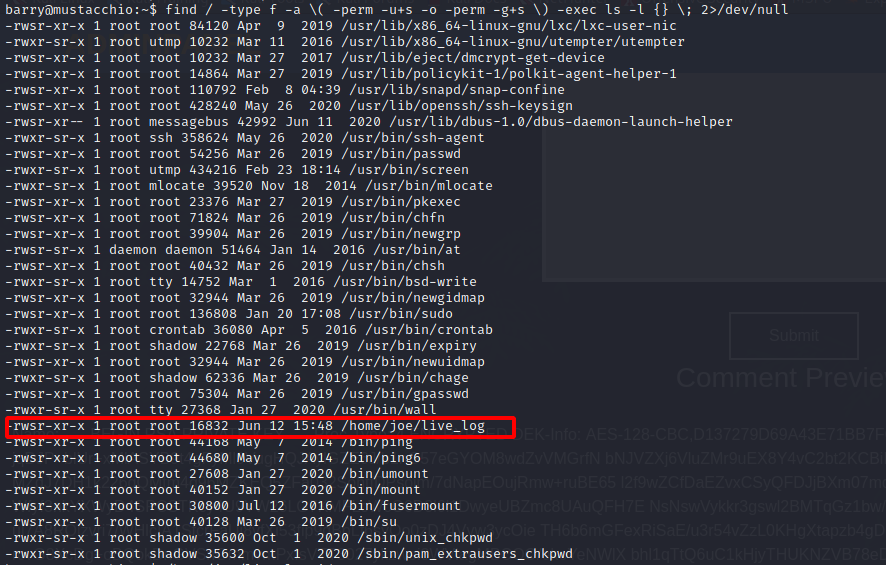 barry@mustacchio:~$ find / -type f -a \( -perm -u+s -o -perm -g+s \) -exec ls -l {} \; 2>/dev/null
-rwsr-xr-x 1 root root 84120 Apr  9  2019 /usr/lib/x86_64-linux-gnu/lxc/lxc-user-nic
-rwxr-sr-x 1 root utmp 10232 Mar 11  2016 /usr/lib/x86_64-linux-gnu/utempter/utempter
-rwsr-xr-x 1 root root 10232 Mar 27  2017 /usr/lib/eject/dmcrypt-get-device
-rwsr-xr-x 1 root root 14864 Mar 27  2019 /usr/lib/policykit-1/polkit-agent-helper-1
-rwsr-xr-x 1 root root 110792 Feb  8 04:39 /usr/lib/snapd/snap-confine
-rwsr-xr-x 1 root root 428240 May 26  2020 /usr/lib/openssh/ssh-keysign
-rwsr-xr-- 1 root messagebus 42992 Jun 11  2020 /usr/lib/dbus-1.0/dbus-daemon-launch-helper
-rwxr-sr-x 1 root ssh 358624 May 26  2020 /usr/bin/ssh-agent
-rwsr-xr-x 1 root root 54256 Mar 26  2019 /usr/bin/passwd
-rwxr-sr-x 1 root utmp 434216 Feb 23 18:14 /usr/bin/screen
-rwxr-sr-x 1 root mlocate 39520 Nov 18  2014 /usr/bin/mlocate
-rwsr-xr-x 1 root root 23376 Mar 27  2019 /usr/bin/pkexec
-rwsr-xr-x 1 root root 71824 Mar 26  2019 /usr/bin/chfn
-rwsr-xr-x 1 root root 39904 Mar 26  2019 /usr/bin/newgrp
-rwsr-sr-x 1 daemon daemon 51464 Jan 14  2016 /usr/bin/at
-rwsr-xr-x 1 root root 40432 Mar 26  2019 /usr/bin/chsh
-rwxr-sr-x 1 root tty 14752 Mar  1  2016 /usr/bin/bsd-write
-rwsr-xr-x 1 root root 32944 Mar 26  2019 /usr/bin/newgidmap
-rwsr-xr-x 1 root root 136808 Jan 20 17:08 /usr/bin/sudo
-rwxr-sr-x 1 root crontab 36080 Apr  5  2016 /usr/bin/crontab
-rwxr-sr-x 1 root shadow 22768 Mar 26  2019 /usr/bin/expiry
-rwsr-xr-x 1 root root 32944 Mar 26  2019 /usr/bin/newuidmap
-rwxr-sr-x 1 root shadow 62336 Mar 26  2019 /usr/bin/chage
-rwsr-xr-x 1 root root 75304 Mar 26  2019 /usr/bin/gpasswd
-rwxr-sr-x 1 root tty 27368 Jan 27  2020 /usr/bin/wall
-rwsr-xr-x 1 root root 16832 Jun 12 15:48 /home/joe/live_log
-rwsr-xr-x 1 root root 44168 May  7  2014 /bin/ping
-rwsr-xr-x 1 root root 44680 May  7  2014 /bin/ping6
-rwsr-xr-x 1 root root 27608 Jan 27  2020 /bin/umount
-rwsr-xr-x 1 root root 40152 Jan 27  2020 /bin/mount
-rwsr-xr-x 1 root root 30800 Jul 12  2016 /bin/fusermount
-rwsr-xr-x 1 root root 40128 Mar 26  2019 /bin/su
-rwxr-sr-x 1 root shadow 35600 Oct  1  2020 /sbin/unix_chkpwd
-rwxr-sr-x 1 root shadow 35632 Oct  1  2020 /sbin/pam_extrausers_chkpwd
Submit
Comment Preview